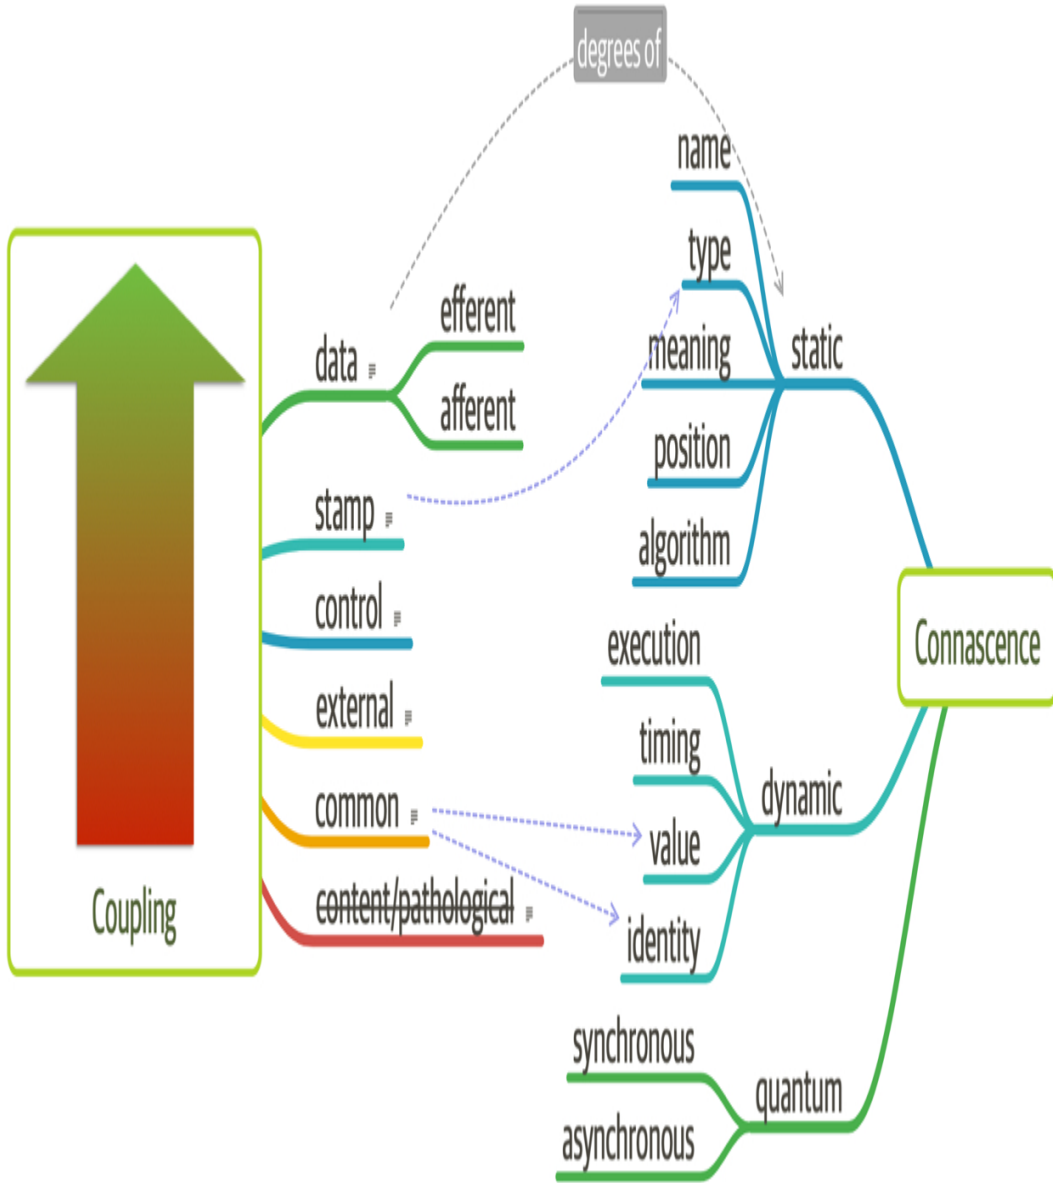 degrees of
name
type
meaning
position
algorithm
static
efferent
afferent
data
stamp
control
external
common
content/pathological
Coupling
execution
timing
value
identity
dynamic
Connascence
synchronous
asynchronous
quantum